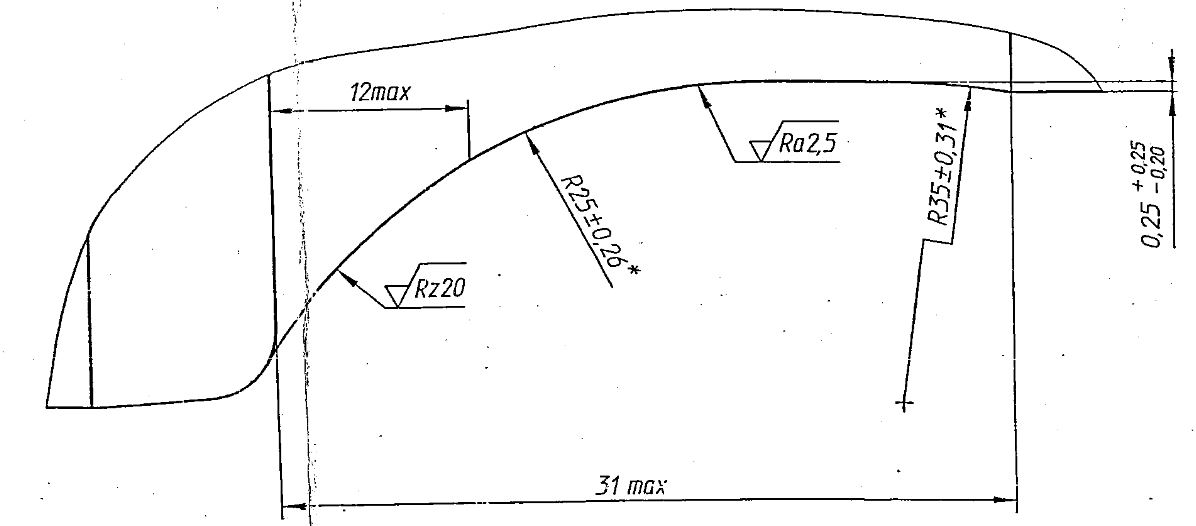 12max
Ra2,5
R25±0,26*
R35±0,31*
0,25 +0,25 -0,20
Rz20
31 max